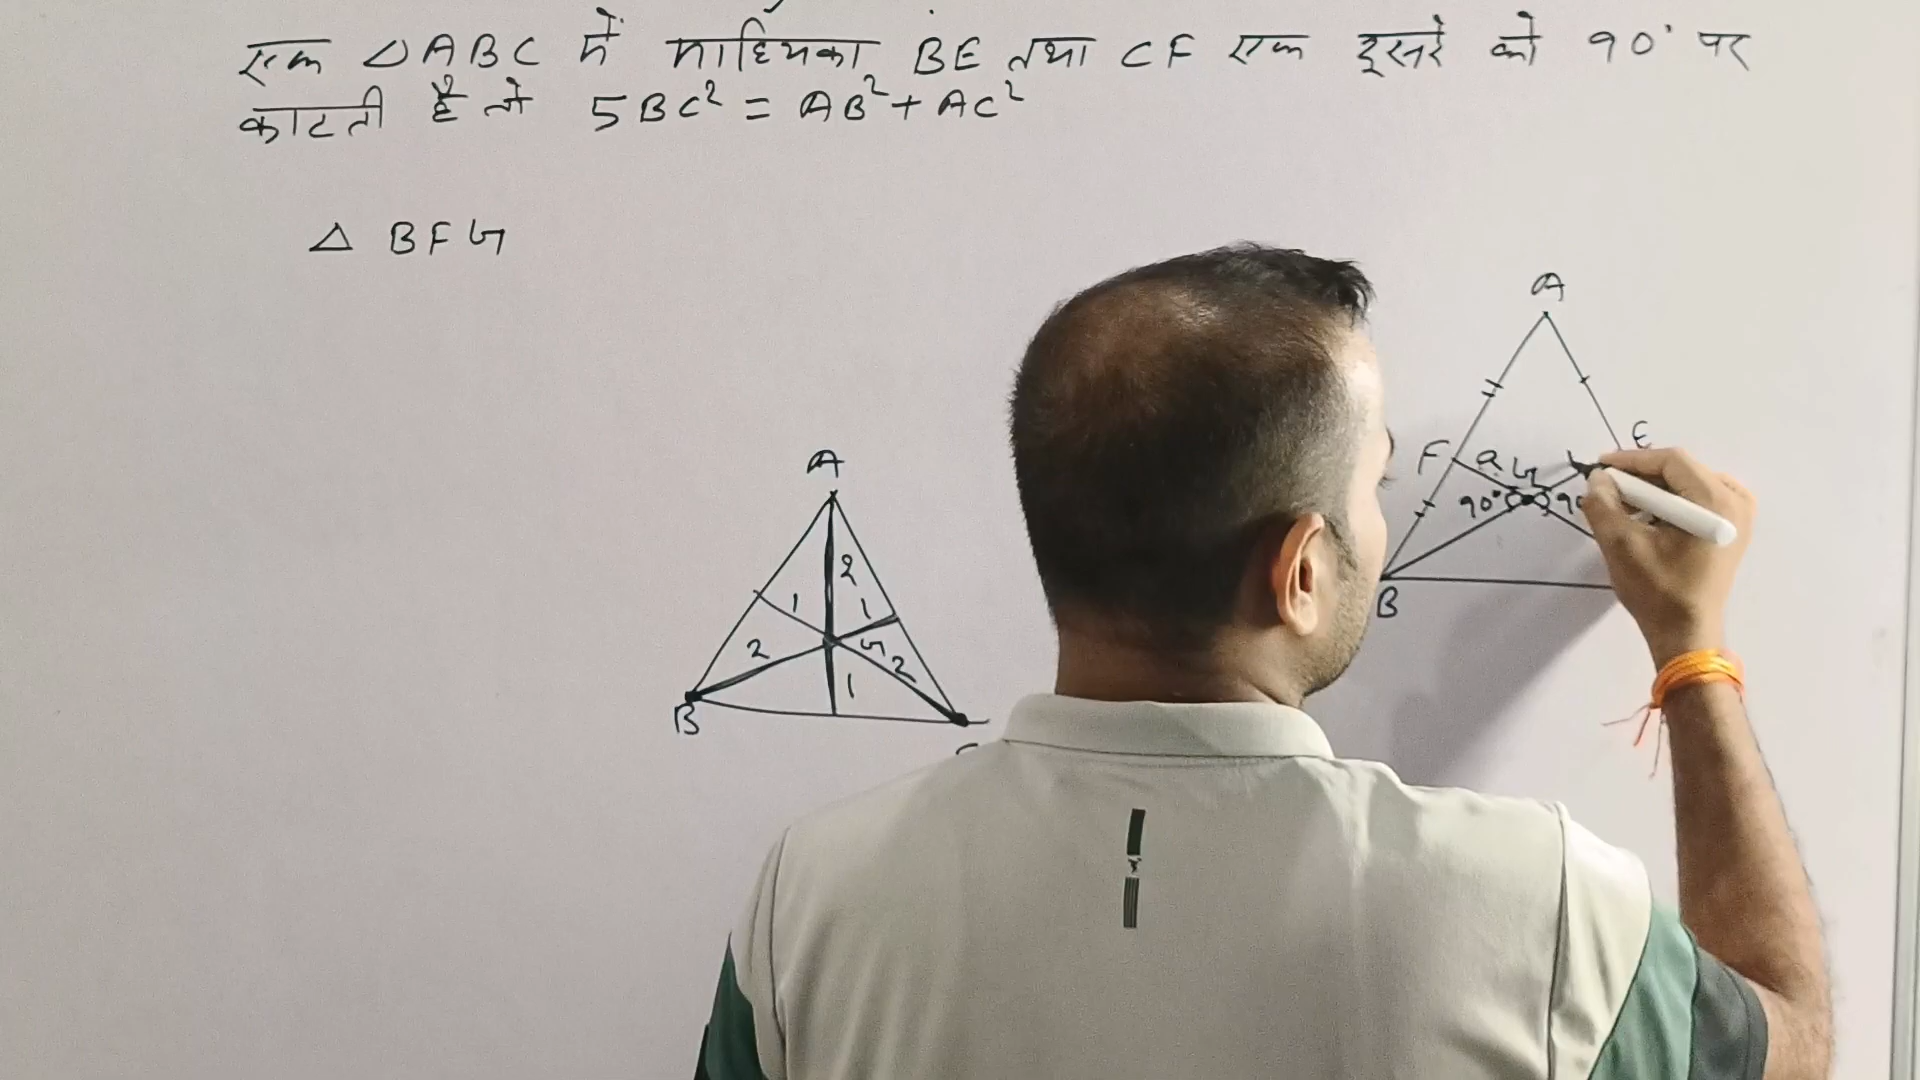 एक △ABC में माध्यिका BE तथा CF एक दूसरे को 90° पर
काटती है तो 5BC² = AB² + AC²
△ BFG
A
2
1
1
2
G
2
1
B
A
F
a
G
E
90°
B